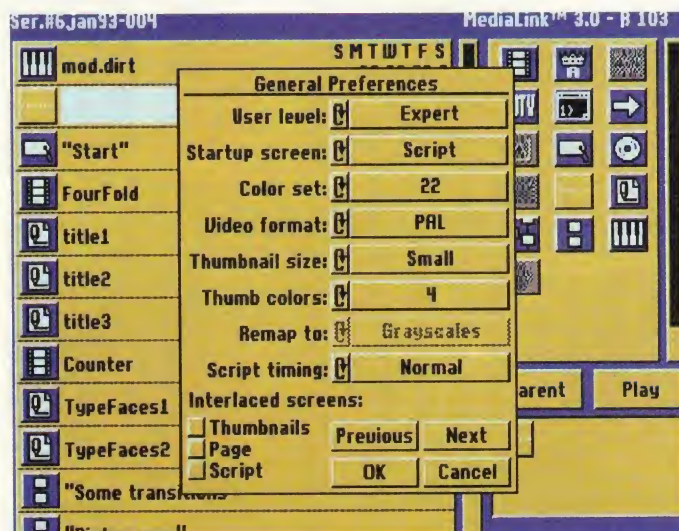 Ser.#6,jan93-004
MediaLink™ 3.0 - β 103
mod.dirt
S M T W T F S
General Preferences
User level: Expert
"Start"
Startup screen: Script
FourFold
Color set: 22
title1
Video format: PAL
title2
Thumbnail size: Small
title3
Thumb colors: 4
Remap to: Grayscales
Counter
Script timing: Normal
TypeFaces1
Interlaced screens:
arent
Play
Thumbnails
Page
Script
Previous
Next
TypeFaces2
OK
Cancel
"Some transitions"